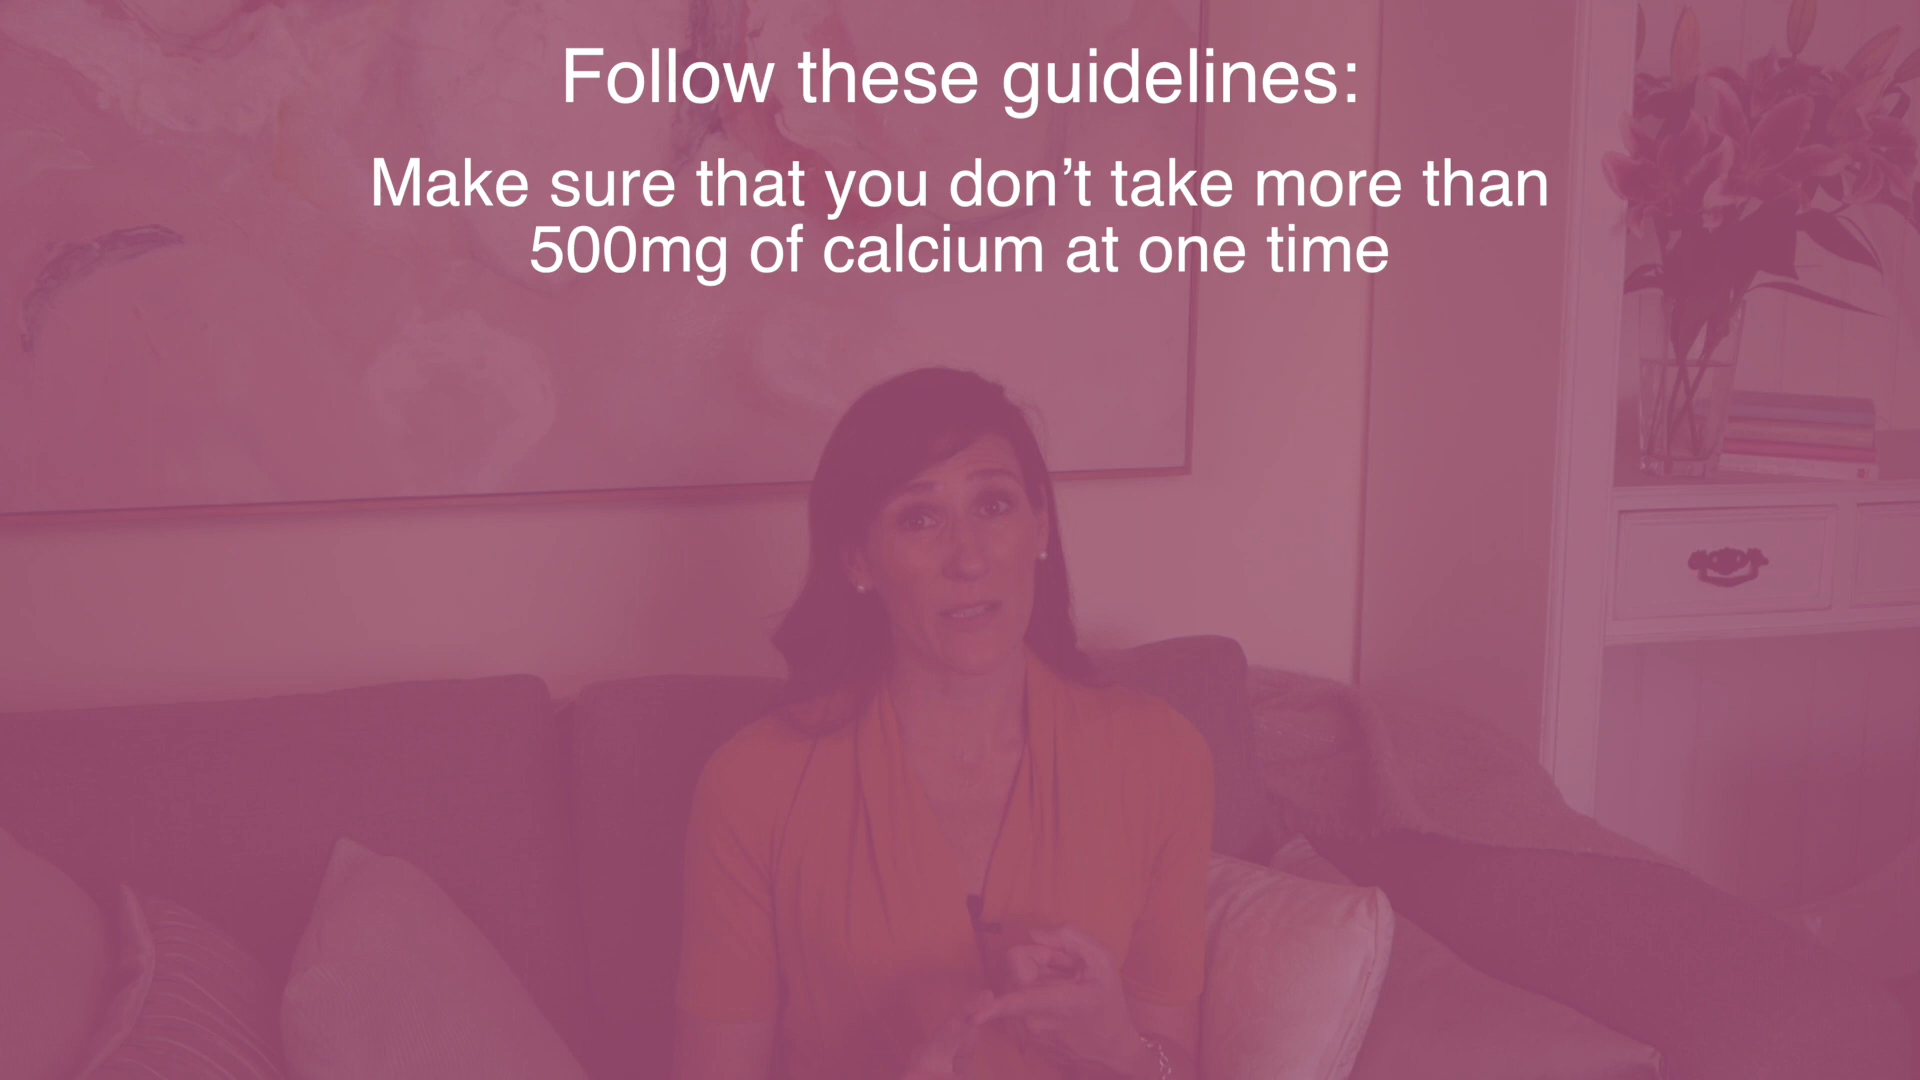 Follow these guidelines:
Make sure that you don’t take more than
500mg of calcium at one time